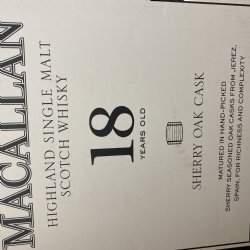 MACALLAN
HIGHLAND SINGLE MALT
SCOTCH WHISKY
18
YEARS OLD
SHERRY OAK CASK
MATURED IN HAND-PICKED
SHERRY SEASONED OAK CASKS FROM JEREZ,
SPAIN, FOR RICHNESS AND COMPLEXITY